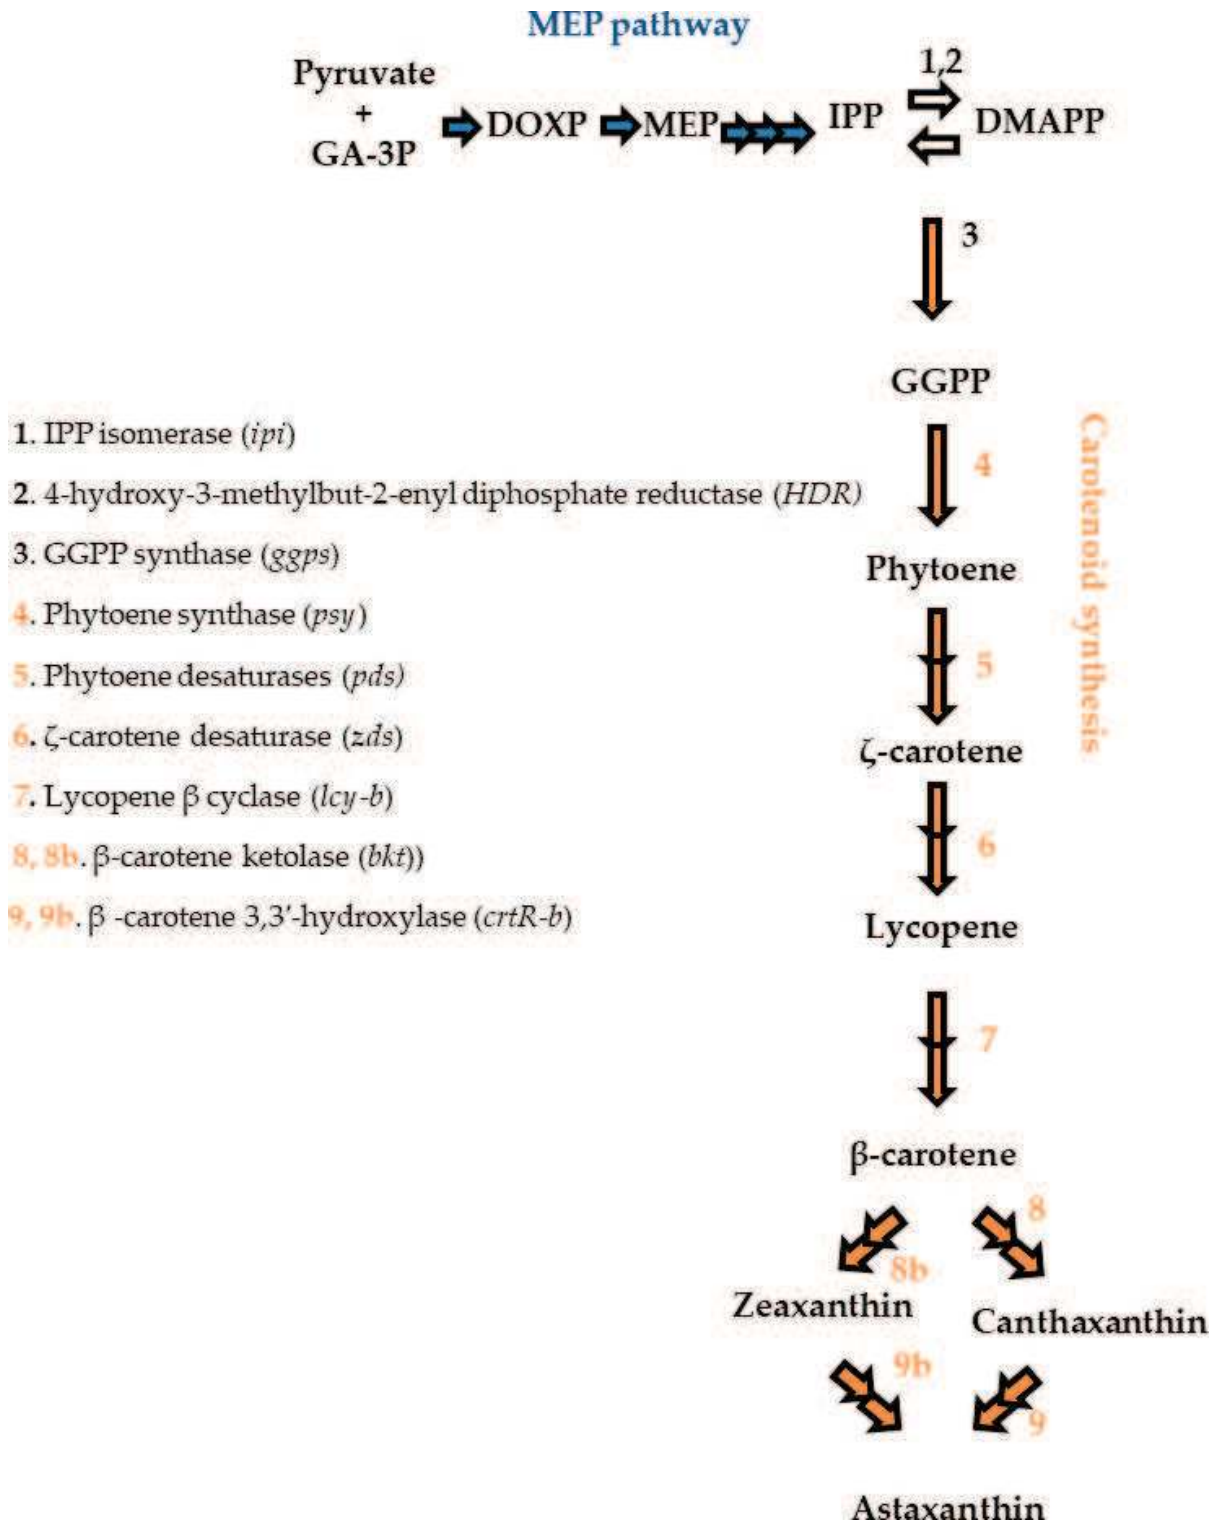 MEP pathway
Pyruvate
+
GA-3P
DOXP
MEP
IPP
1,2
DMAPP
3
GGPP
4
Phytoene
5
ζ-carotene
6
Lycopene
7
β-carotene
8
8b
Zeaxanthin
Canthaxanthin
9b
9
Astaxanthin
Carotenoid synthesis
1. IPP isomerase (ipi)
2. 4-hydroxy-3-methylbut-2-enyl diphosphate reductase (HDR)
3. GGPP synthase (ggps)
4. Phytoene synthase (psy)
5. Phytoene desaturases (pds)
6. ζ-carotene desaturase (zds)
7. Lycopene β cyclase (lcy-b)
8, 8b. β-carotene ketolase (bkt))
9, 9b. β -carotene 3,3'-hydroxylase (crtR-b)